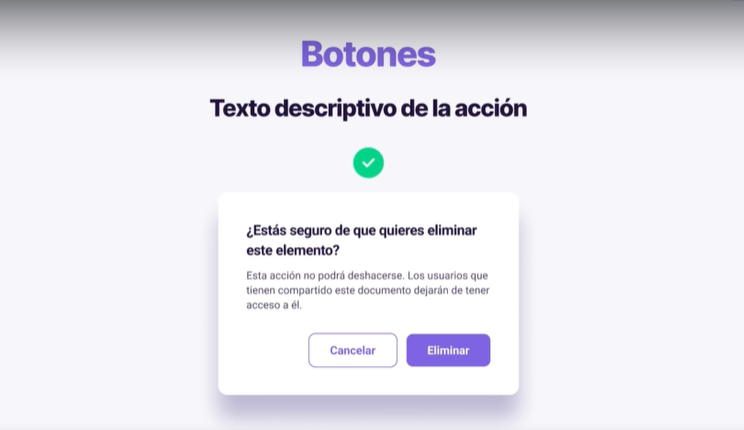 Botones
Texto descriptivo de la acción
¿Estás seguro de que quieres eliminar
este elemento?
Esta acción no podrá deshacerse. Los usuarios que
tienen compartido este documento dejarán de tener
acceso a él.
Cancelar
Eliminar